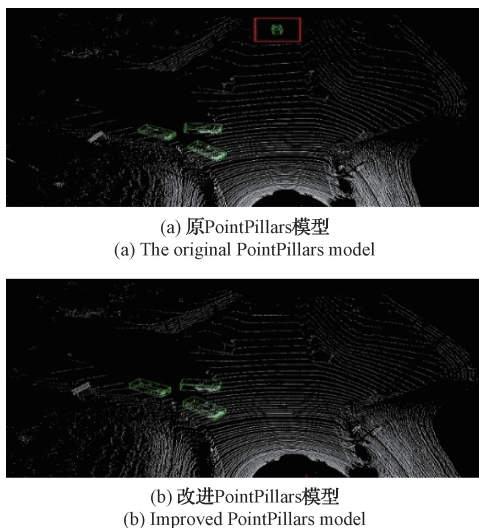 (a) 原PointPillars模型
(a) The original PointPillars model
(b) 改进PointPillars模型
(b) Improved PointPillars model